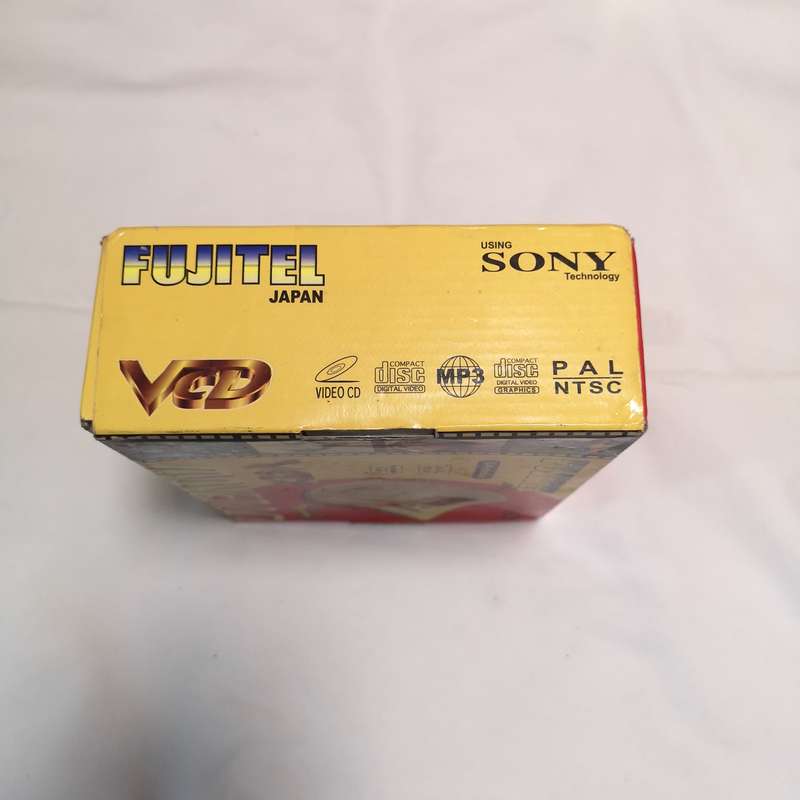 FUJITEL
JAPAN
USING
SONY
Technology
VCD
VIDEO CD
COMPACT
disc
DIGITAL VIDEO
MP3
COMPACT
disc
DIGITAL VIDEO
GRAPHICS
PAL
NTSC